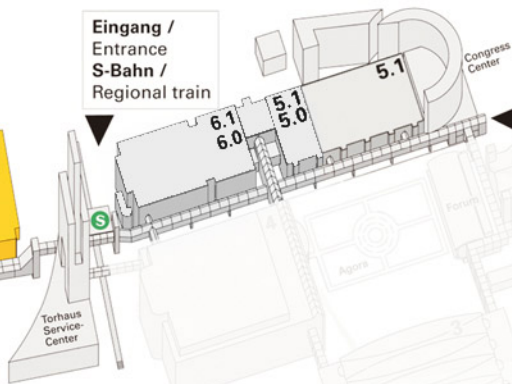 Eingang /
Entrance
S-Bahn /
Regional train
5.1
Congress
Center
5.1
5.0
6.1
6.0
S
Forum
4
Agora
3
Torhaus
Service-
Center